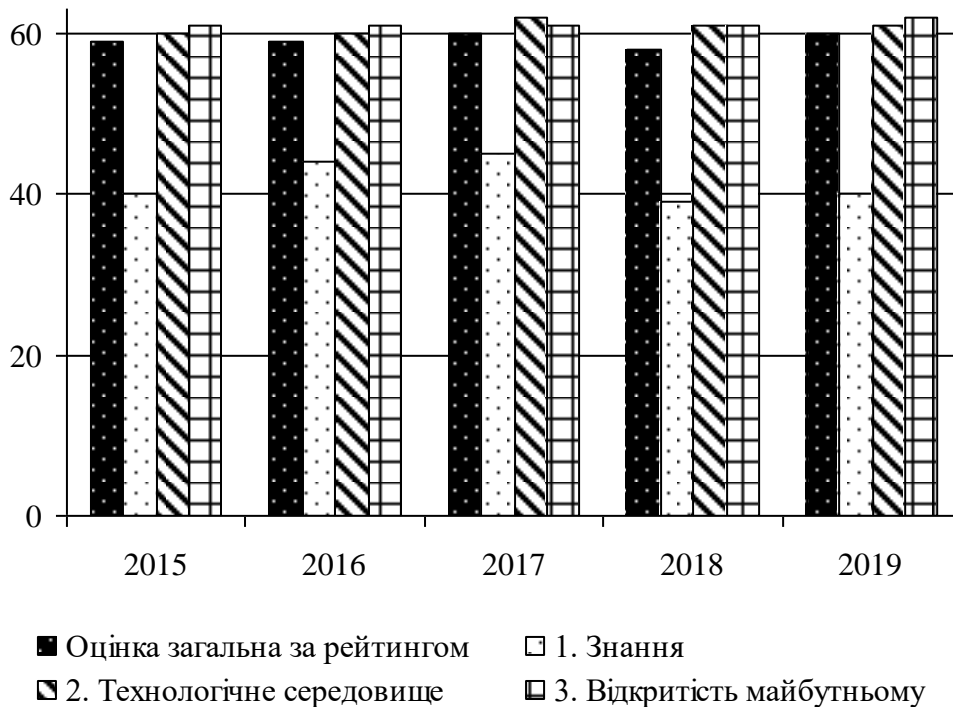 60
40
20
0
2015 2016 2017 2018 2019
Оцінка загальна за рейтингом 1. Знання
2. Технологічне середовище 3. Відкритість майбутньому